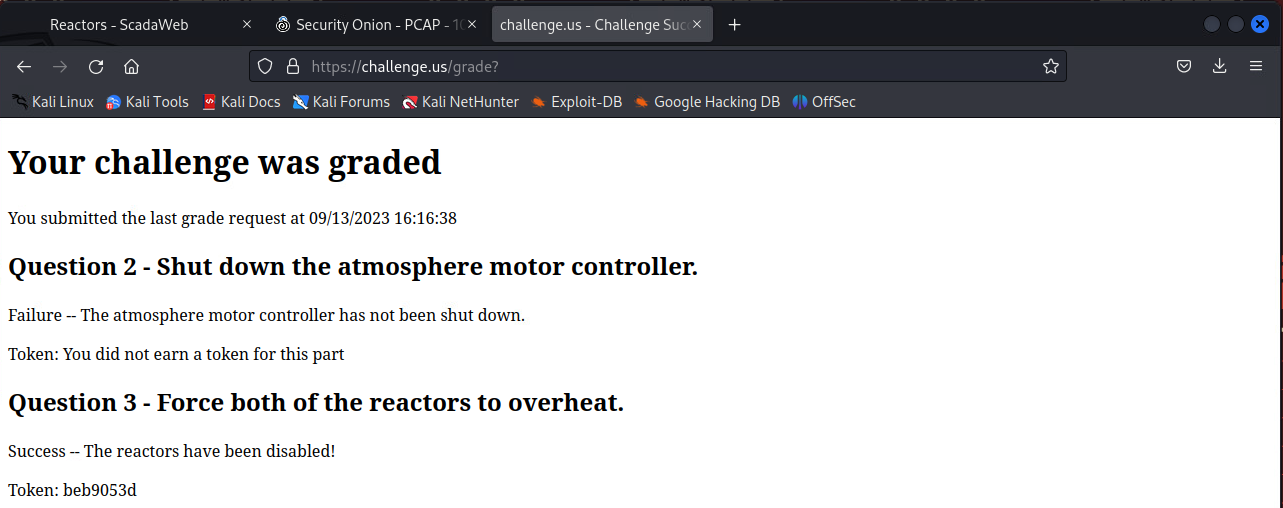 Reactors - ScadaWeb
Security Onion - PCAP - 10
challenge.us - Challenge Suc
https://challenge.us/grade?
Kali Linux Kali Tools Kali Docs Kali Forums Kali NetHunter Exploit-DB Google Hacking DB OffSec
Your challenge was graded
You submitted the last grade request at 09/13/2023 16:16:38
Question 2 - Shut down the atmosphere motor controller.
Failure -- The atmosphere motor controller has not been shut down.
Token: You did not earn a token for this part
Question 3 - Force both of the reactors to overheat.
Success -- The reactors have been disabled!
Token: beb9053d